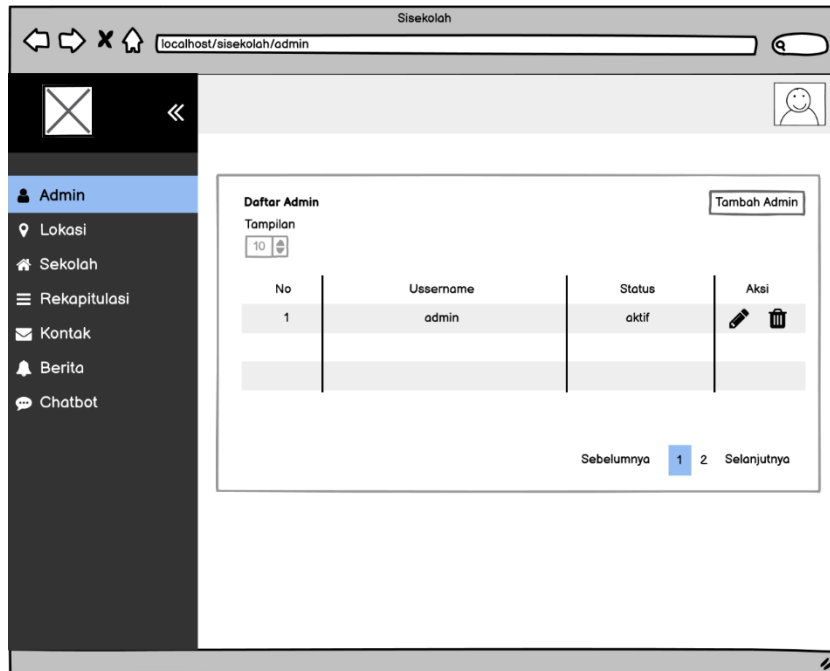 Sisekolah
localhost/sisekolah/admin
Admin
Lokasi
Sekolah
Rekapitulasi
Kontak
Berita
Chatbot
Daftar Admin
Tambah Admin
Tampilan
10
No Ussername Status Aksi
1 admin aktif
Sebelumnya 1 2 Selanjutnya